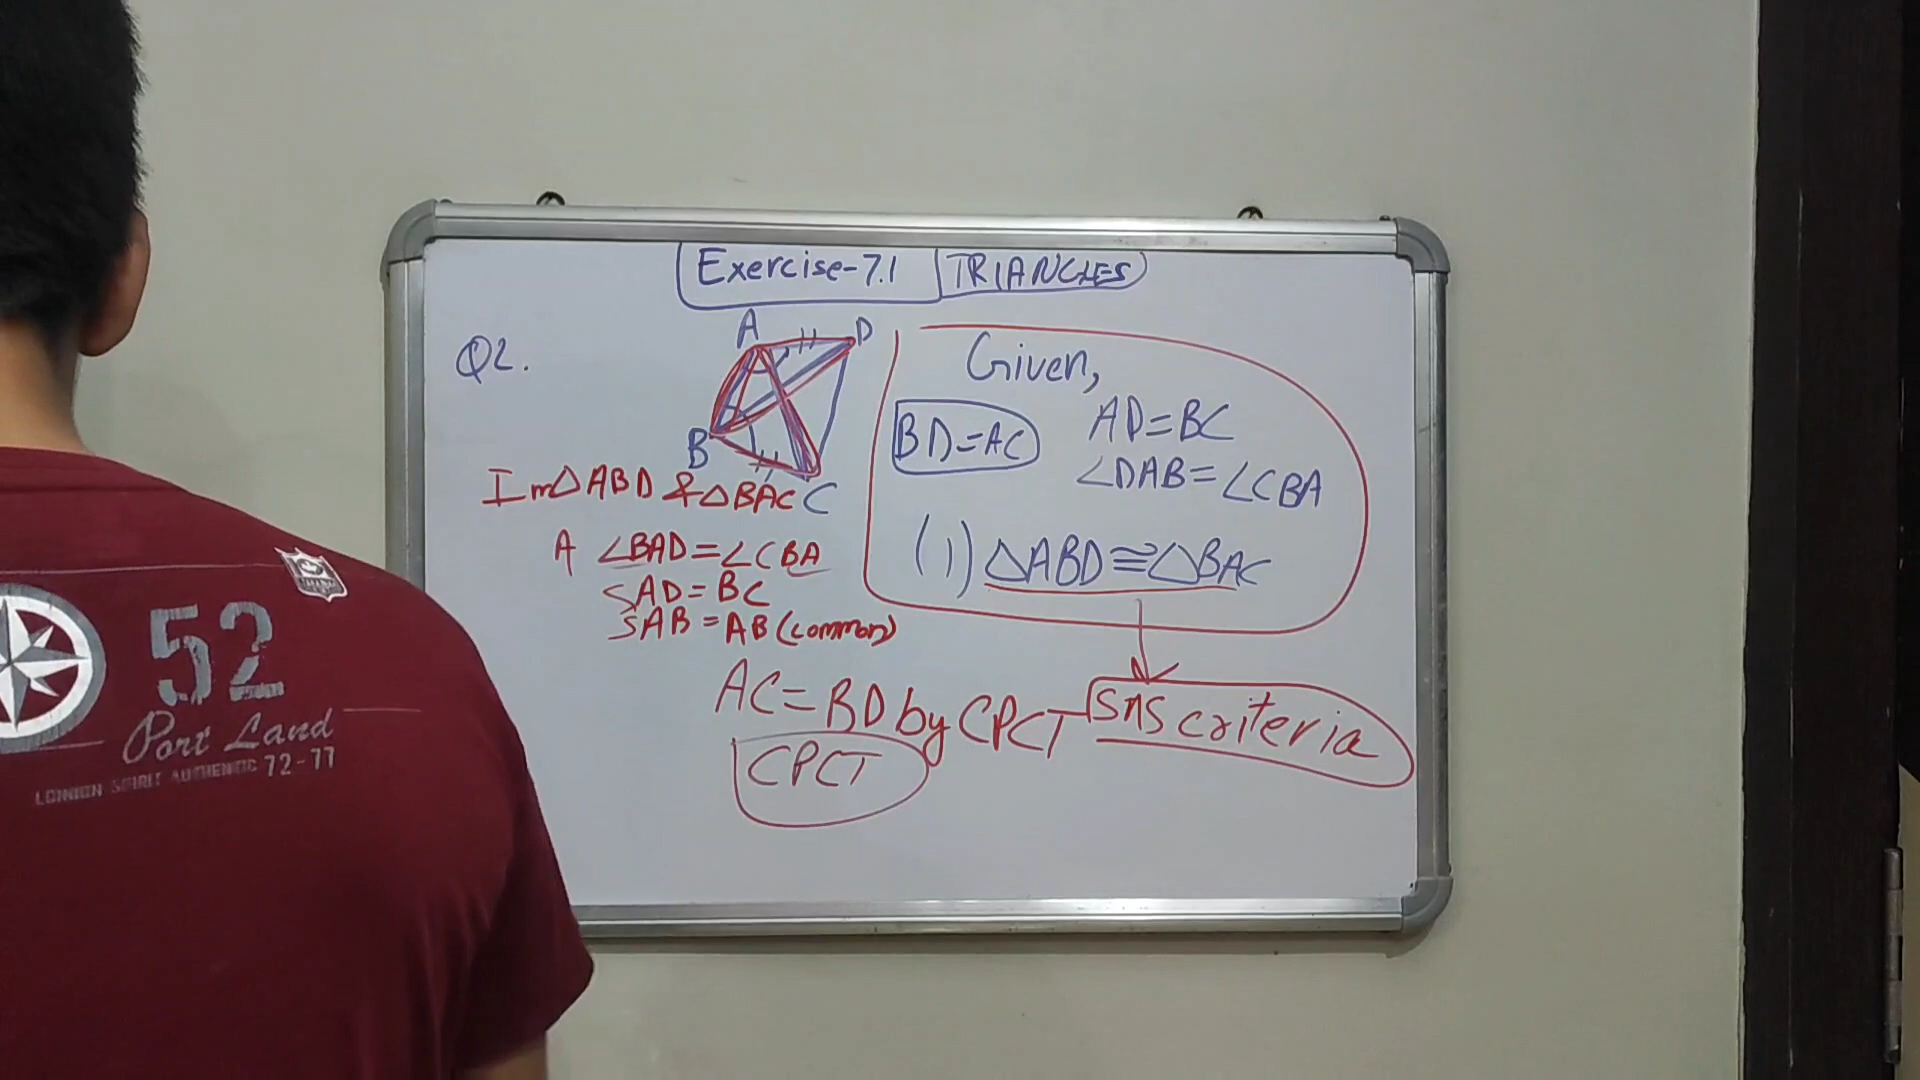 Exercise-7.1 TRIANGLES
Q2.
A D
B
C
Given,
BD=AC
AD=BC
∠DAB=∠CBA
(1) △ABD≅△BAC
In△ABD & △BAC
A ∠BAD=∠CBA
S AD=BC
S AB=AB (common)
AC=BD by CPCT
SAS criteria
CPCT
52
Port Land
LONDON SPIRIT AUTHENTIC 72-77